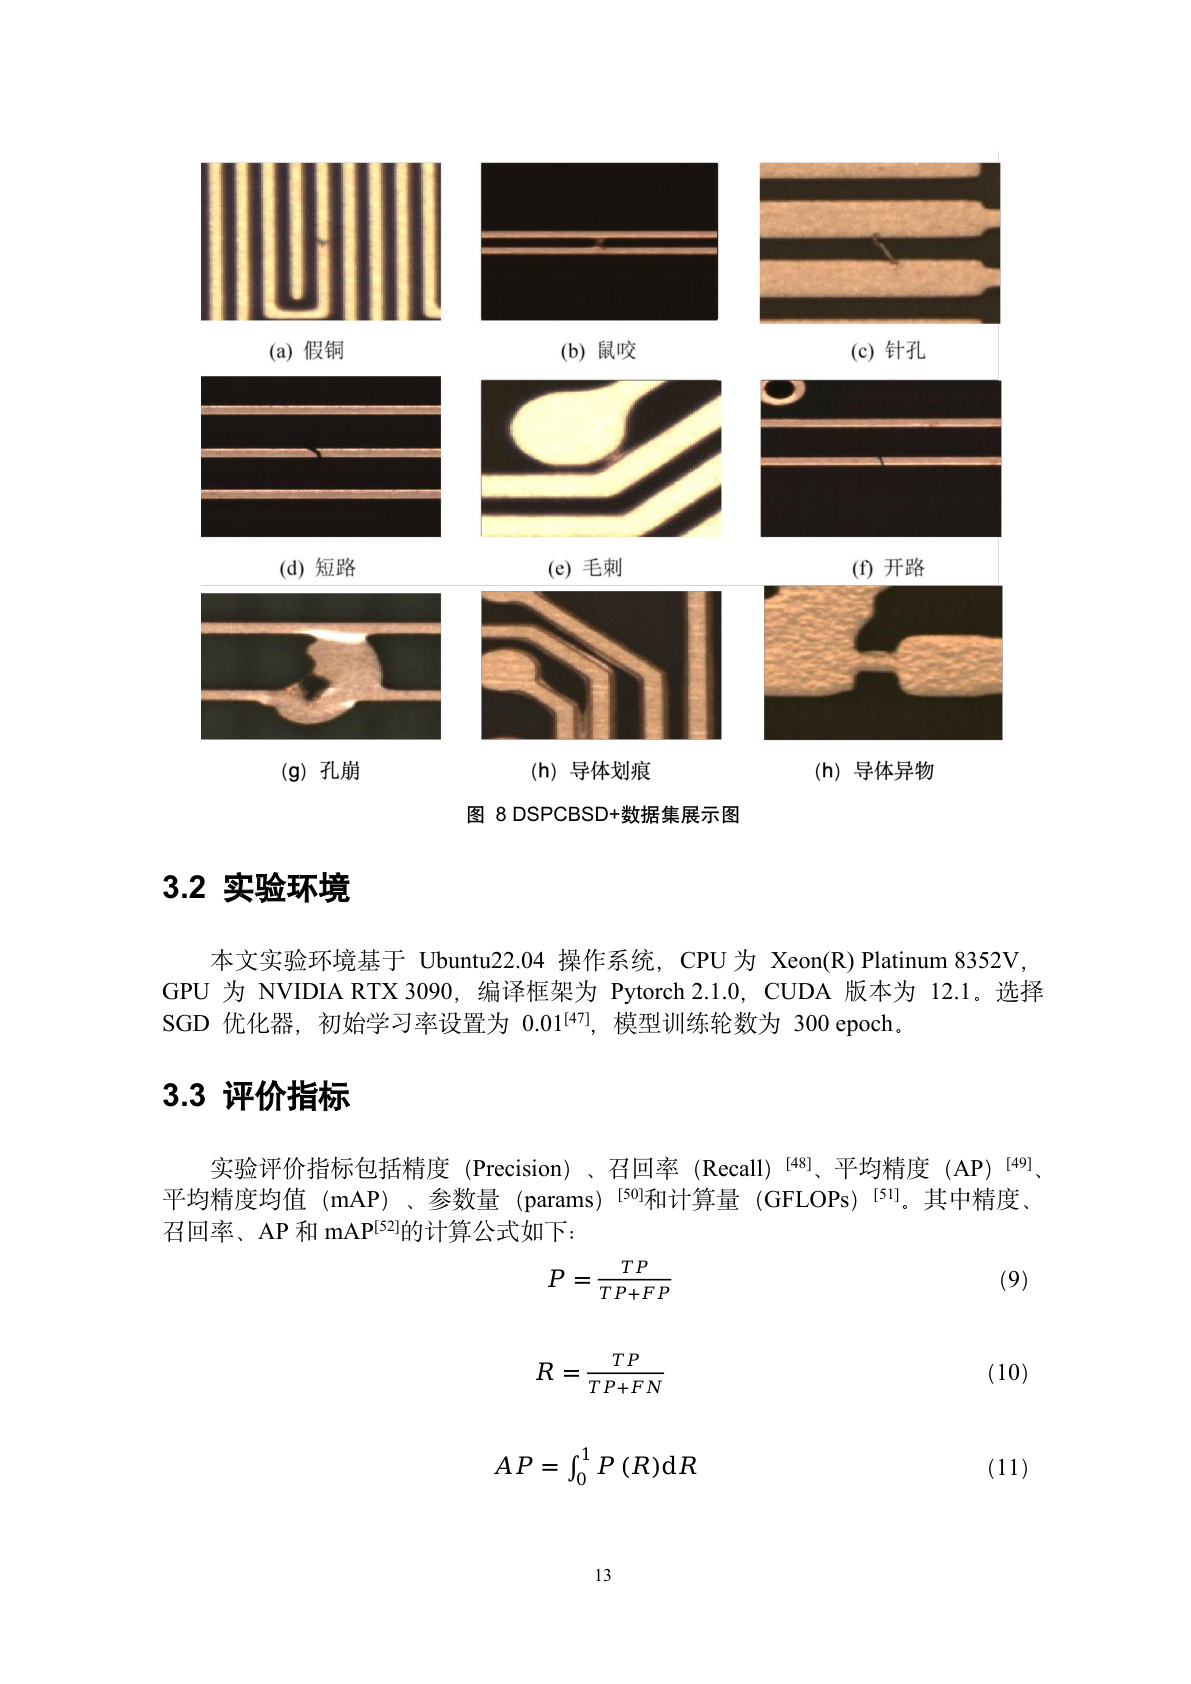 (a) 假铜 (b) 鼠咬 (c) 针孔
(d) 短路 (e) 毛刺 (f) 开路
(g) 孔崩 (h) 导体划痕 (h) 导体异物
图 8 DSPCBSD+数据集展示图
3.2 实验环境
本文实验环境基于 Ubuntu22.04 操作系统，CPU 为 Xeon(R) Platinum 8352V，
GPU 为 NVIDIA RTX 3090，编译框架为 Pytorch 2.1.0，CUDA 版本为 12.1。选择
SGD 优化器，初始学习率设置为 0.01[47]，模型训练轮数为 300 epoch。
3.3 评价指标
实验评价指标包括精度（Precision）、召回率（Recall）[48]、平均精度（AP）[49]、
平均精度均值（mAP）、参数量（params）[50]和计算量（GFLOPs）[51]。其中精度、
召回率、AP 和 mAP[52]的计算公式如下：
P = TP / (TP+FP) （9）
R = TP / (TP+FN) （10）
AP = ∫₀¹ P (R)dR （11）
13